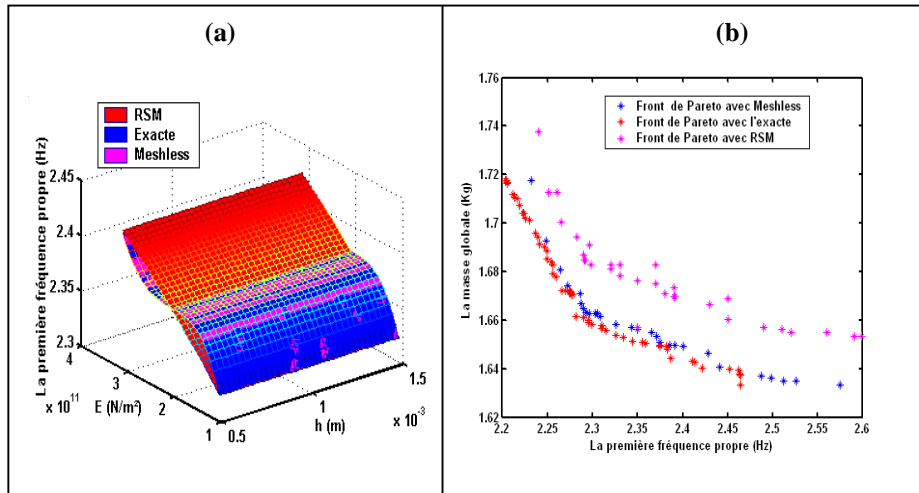 (a)
RSM
Exacte
Meshless
La première fréquence propre (Hz)
2.45
2.4
2.35
2.3
4
3
2
1
x 10¹¹
E (N/m²)
0.5
1
1.5
h (m)
x 10⁻³
(b)
Front de Pareto avec Meshless
Front de Pareto avec l'exacte
Front de Pareto avec RSM
La masse globale (Kg)
1.76
1.74
1.72
1.7
1.68
1.66
1.64
1.62
2.2 2.25 2.3 2.35 2.4 2.45 2.5 2.55 2.6
La première fréquence propre (Hz)